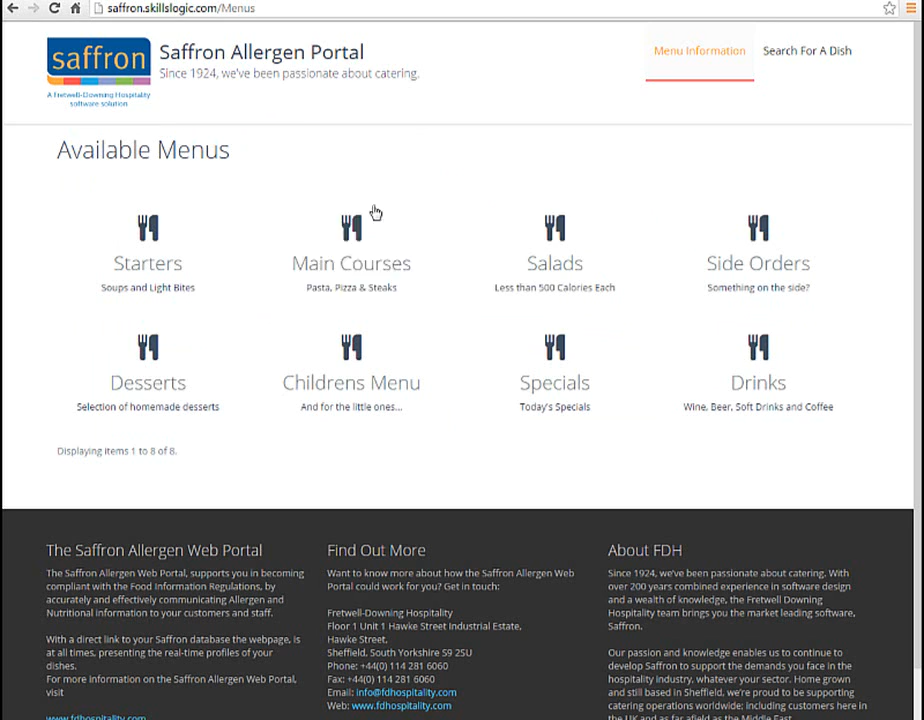 saffron.skillslogic.com/Menus
saffron
A Fretwell-Downing Hospitality
software solution
Saffron Allergen Portal
Since 1924, we've been passionate about catering.
Menu Information
Search For A Dish
Available Menus
Starters
Soups and Light Bites
Main Courses
Pasta, Pizza & Steaks
Salads
Less than 500 Calories Each
Side Orders
Something on the side?
Desserts
Selection of homemade desserts
Childrens Menu
And for the little ones...
Specials
Today's Specials
Drinks
Wine, Beer, Soft Drinks and Coffee
Displaying items 1 to 8 of 8.
The Saffron Allergen Web Portal
The Saffron Allergen Web Portal, supports you in becoming
compliant with the Food Information Regulations, by
accurately and effectively communicating Allergen and
Nutritional information to your customers and staff.
With a direct link to your Saffron database the webpage, is
at all times, presenting the real-time profiles of your
dishes.
For more information on the Saffron Allergen Web Portal,
visit
www.fdhospitality.com
Find Out More
Want to know more about how the Saffron Allergen Web
Portal could work for you? Get in touch:
Fretwell-Downing Hospitality
Floor 1 Unit 1 Hawke Street Industrial Estate,
Hawke Street,
Sheffield, South Yorkshire S9 2SU
Phone: +44(0) 114 281 6060
Fax: +44(0) 114 281 6060
Email: info@fdhospitality.com
Web: www.fdhospitality.com
About FDH
Since 1924, we've been passionate about catering. With
over 200 years combined experience in software design
and a wealth of knowledge, the Fretwell Downing
Hospitality team brings you the market leading software,
Saffron.
Our passion and knowledge enables us to continue to
develop Saffron to support the demands you face in the
hospitality industry, whatever your sector. Home grown
and still based in Sheffield, we're proud to be supporting
catering operations worldwide; including customers here in
the UK and as far afield as the Middle East.